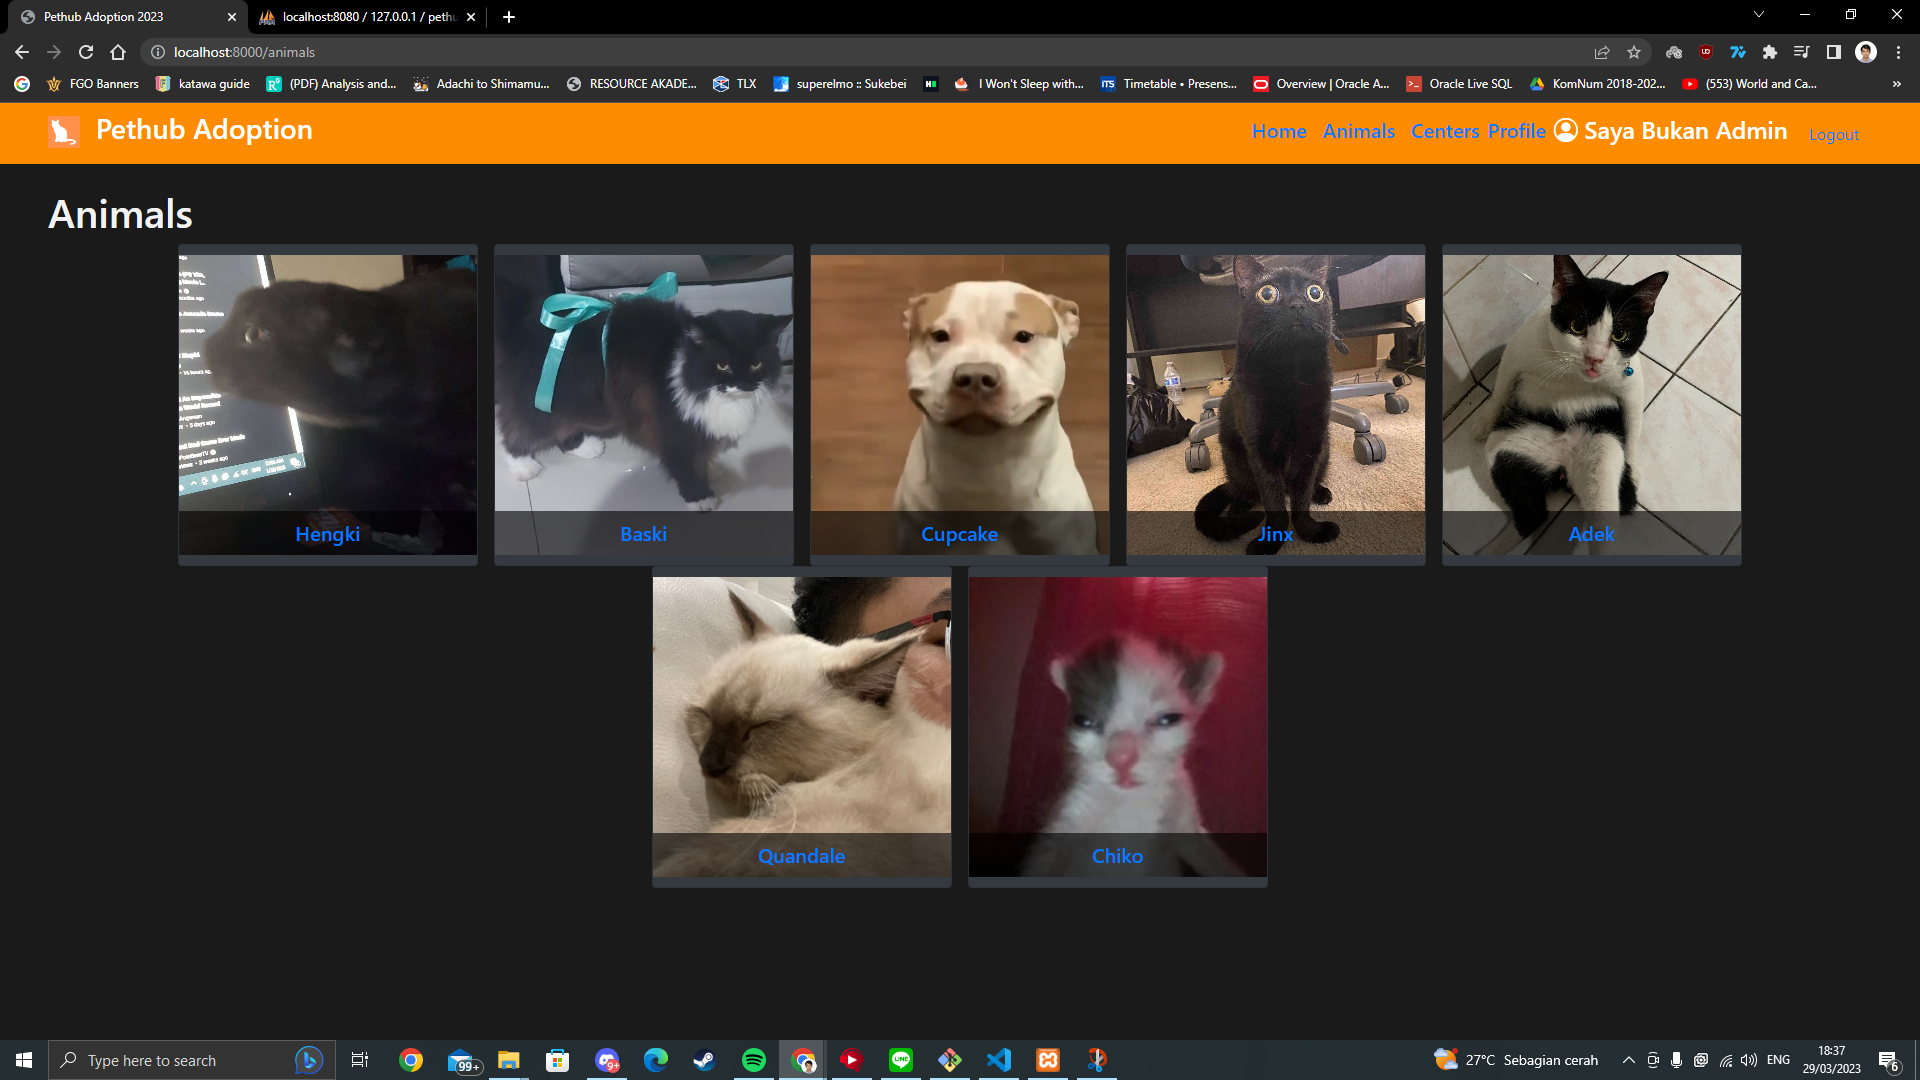 Pethub Adoption 2023
localhost:8080 / 127.0.0.1 / pethu
localhost:8000/animals
FGO Banners
katawa guide
(PDF) Analysis and...
Adachi to Shimamu...
RESOURCE AKADE...
TLX
superelmo :: Sukebei
I Won't Sleep with...
Timetable • Presens...
Overview | Oracle A...
Oracle Live SQL
KomNum 2018-202...
(553) World and Ca...
»
Pethub Adoption
Home
Animals
Centers
Profile
Saya Bukan Admin
Logout
Animals
Hengki
Baski
Cupcake
Jinx
Adek
Quandale
Chiko
Type here to search
99+
9+
27°C Sebagian cerah
ENG
18:37
29/03/2023
6